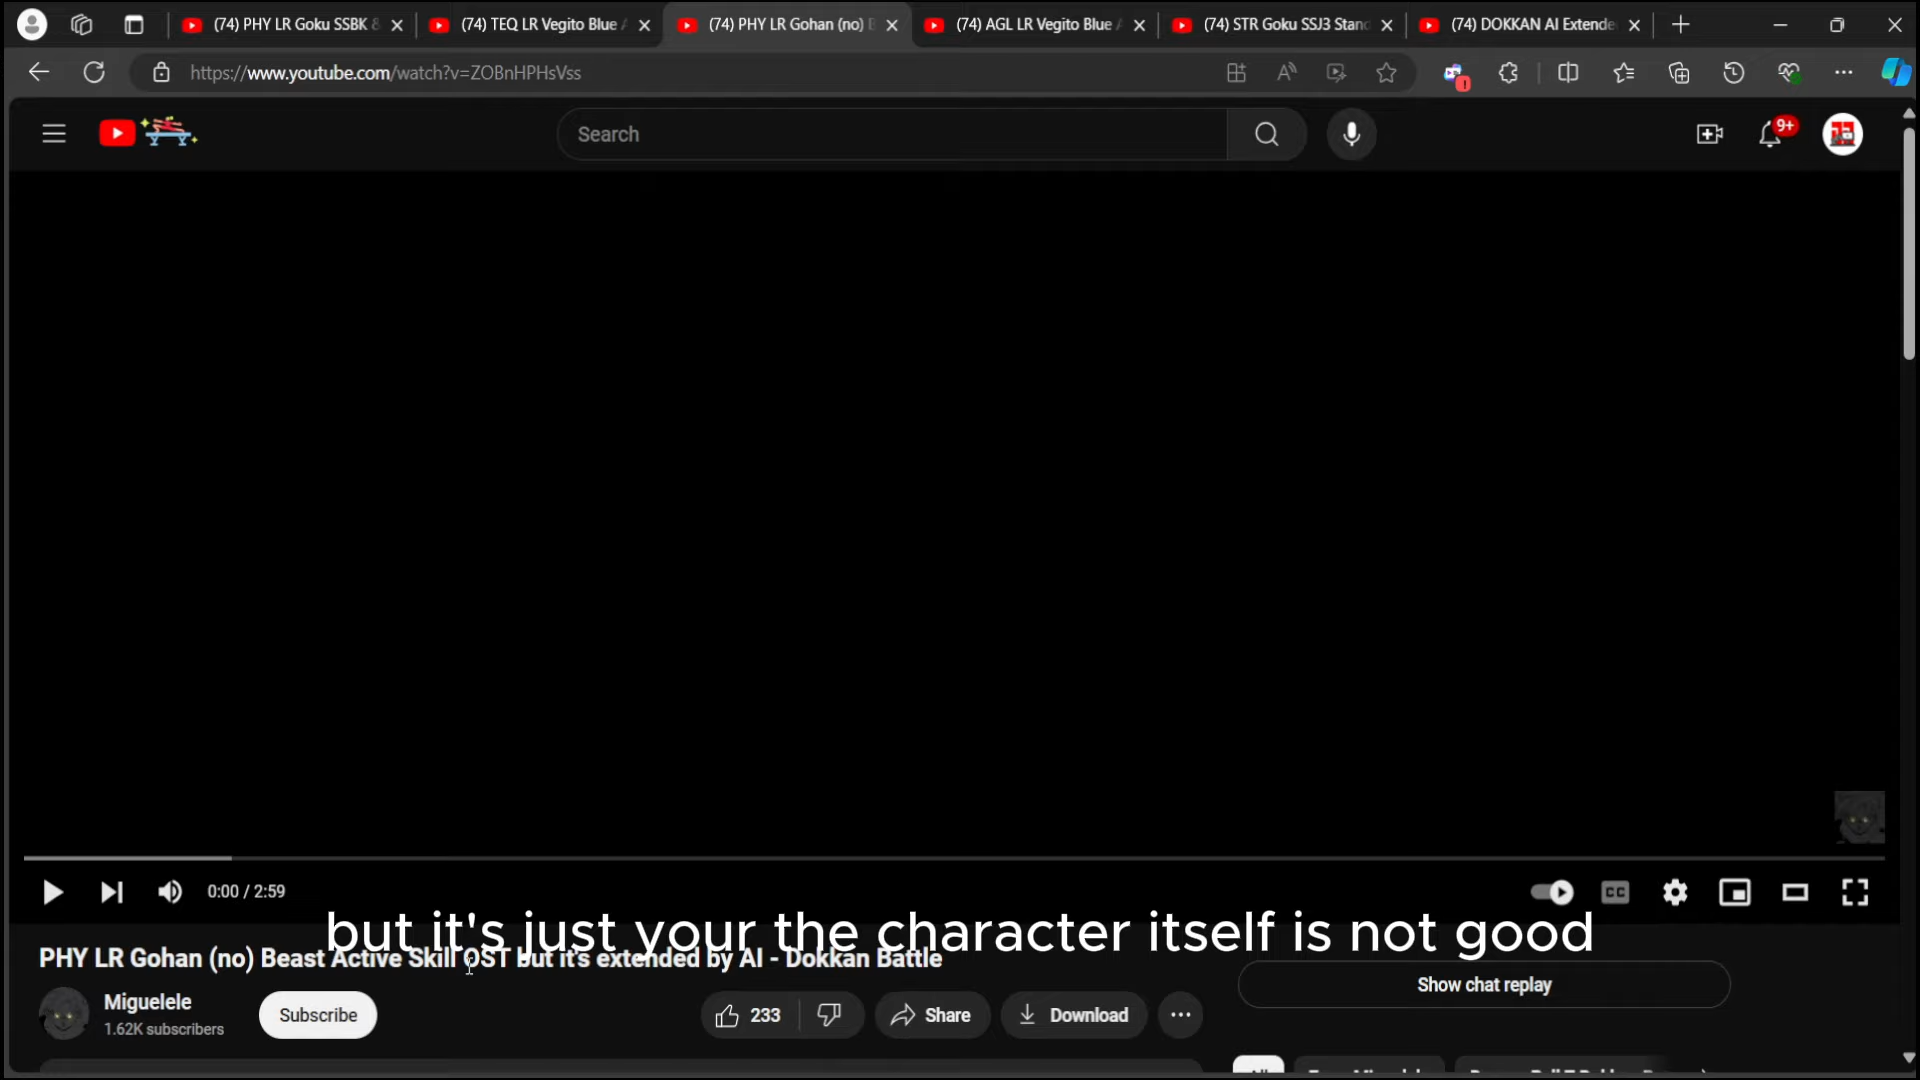 (74) PHY LR Goku SSBK &
(74) TEQ LR Vegito Blue
(74) PHY LR Gohan (no)
(74) AGL LR Vegito Blue
(74) STR Goku SSJ3 Stand
(74) DOKKAN AI Extende
https://www.youtube.com/watch?v=ZOBnHPHsVss
Search
9+
0:00 / 2:59
CC
but it's just your the character itself is not good
PHY LR Gohan (no) Beast Active Skill OST but it's extended by AI - Dokkan Battle
Show chat replay
Miguelele
1.62K subscribers
Subscribe
233
Share
Download